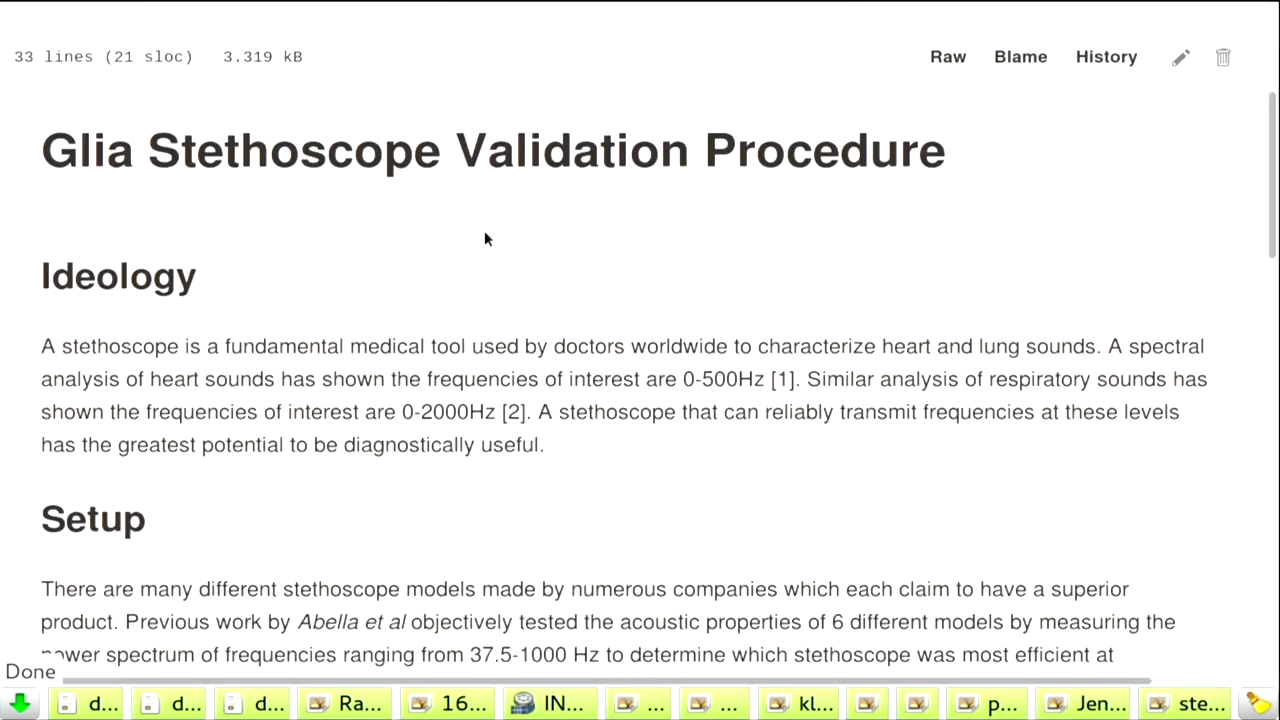 33 lines (21 sloc) 3.319 kB
Raw Blame History
Glia Stethoscope Validation Procedure
Ideology
A stethoscope is a fundamental medical tool used by doctors worldwide to characterize heart and lung sounds. A spectral
analysis of heart sounds has shown the frequencies of interest are 0-500Hz [1]. Similar analysis of respiratory sounds has
shown the frequencies of interest are 0-2000Hz [2]. A stethoscope that can reliably transmit frequencies at these levels
has the greatest potential to be diagnostically useful.
Setup
There are many different stethoscope models made by numerous companies which each claim to have a superior
product. Previous work by Abella et al objectively tested the acoustic properties of 6 different models by measuring the
power spectrum of frequencies ranging from 37.5-1000 Hz to determine which stethoscope was most efficient at
Done
d... d... d... Ra... 16... IN... ... ... kl... p... Jen... ste...